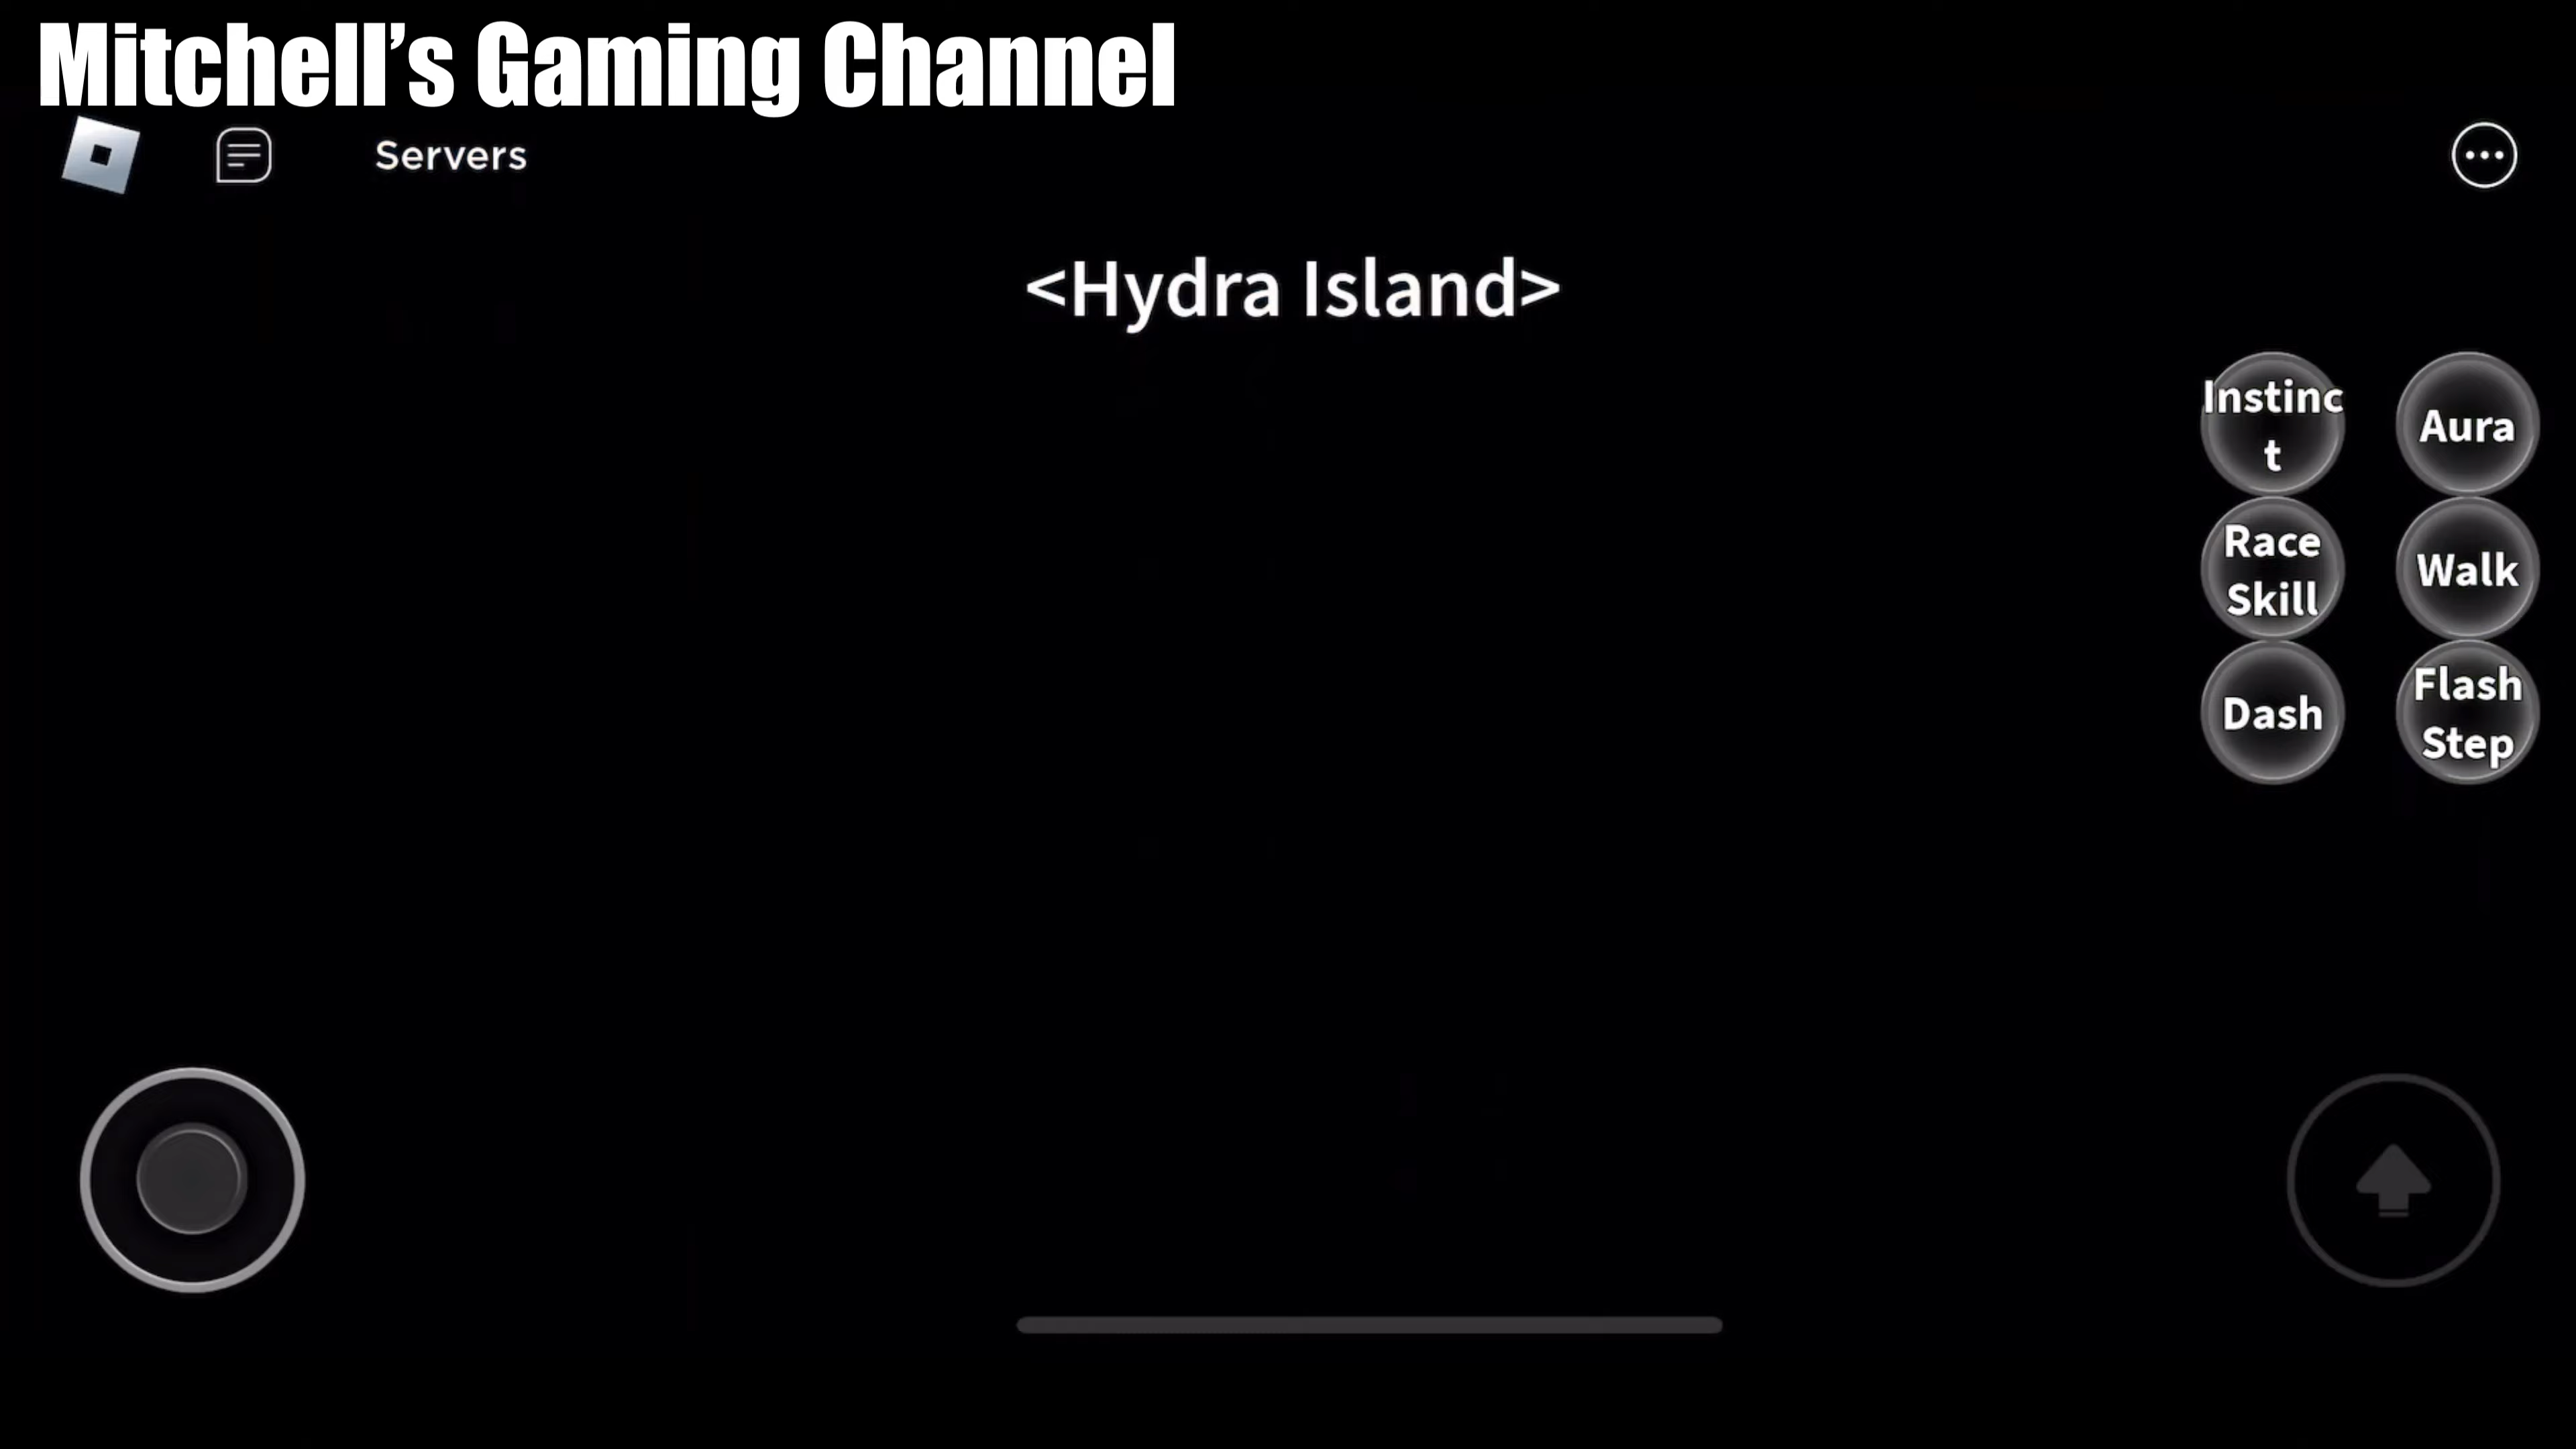 Mitchell’s Gaming Channel
Servers
<Hydra Island>
Instinc
t
Aura
Race
Skill
Walk
Dash
Flash
Step